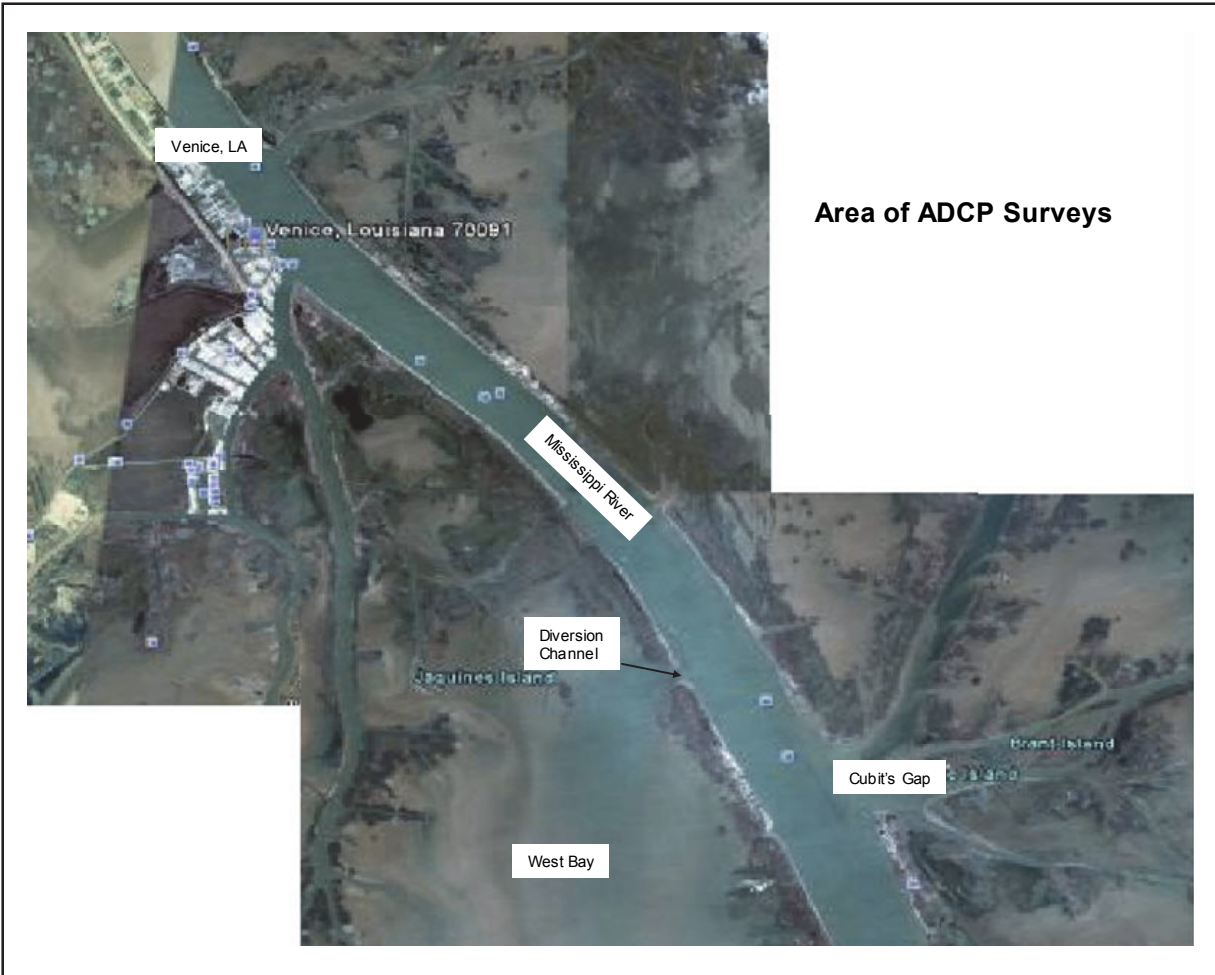 Venice, LA
Area of ADCP Surveys
Venice, Louisiana 70091
Mississippi River
Diversion
Channel
Jaquines Island
Brant Island
Cubit's Gap
Island
West Bay